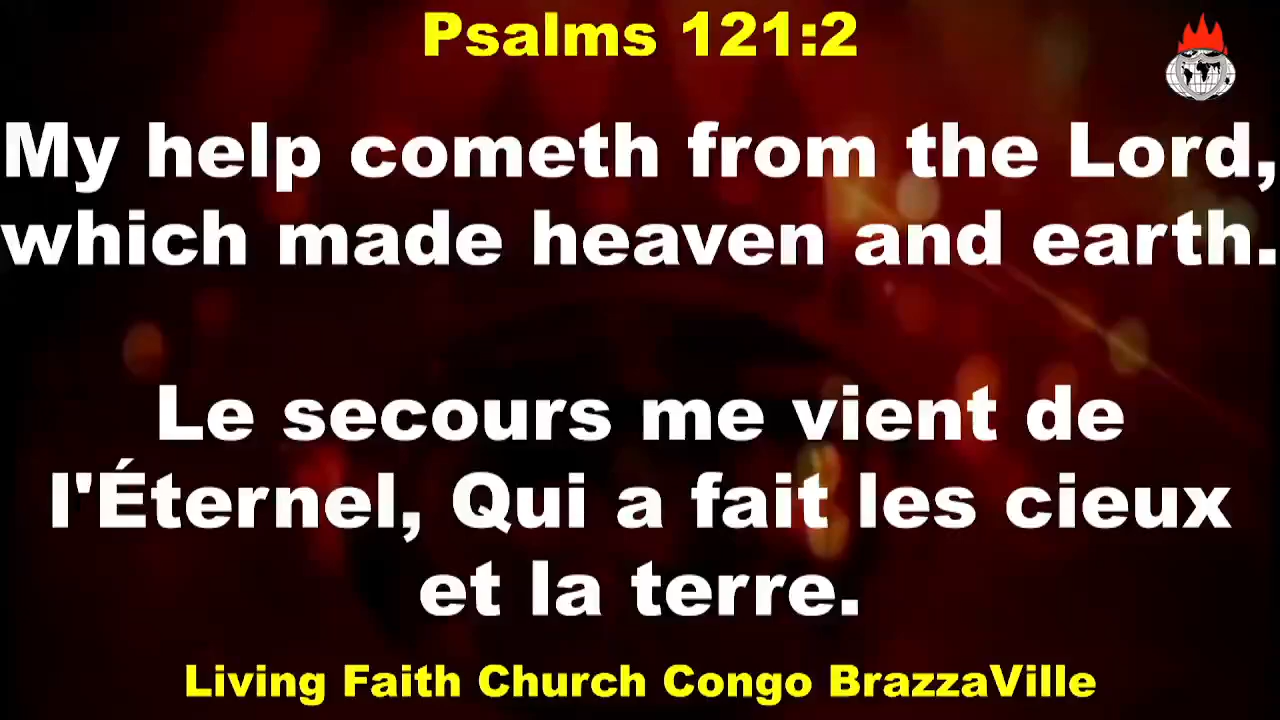 Psalms 121:2
My help cometh from the Lord,
which made heaven and earth.
Le secours me vient de
l'Éternel, Qui a fait les cieux
et la terre.
Living Faith Church Congo BrazzaVille